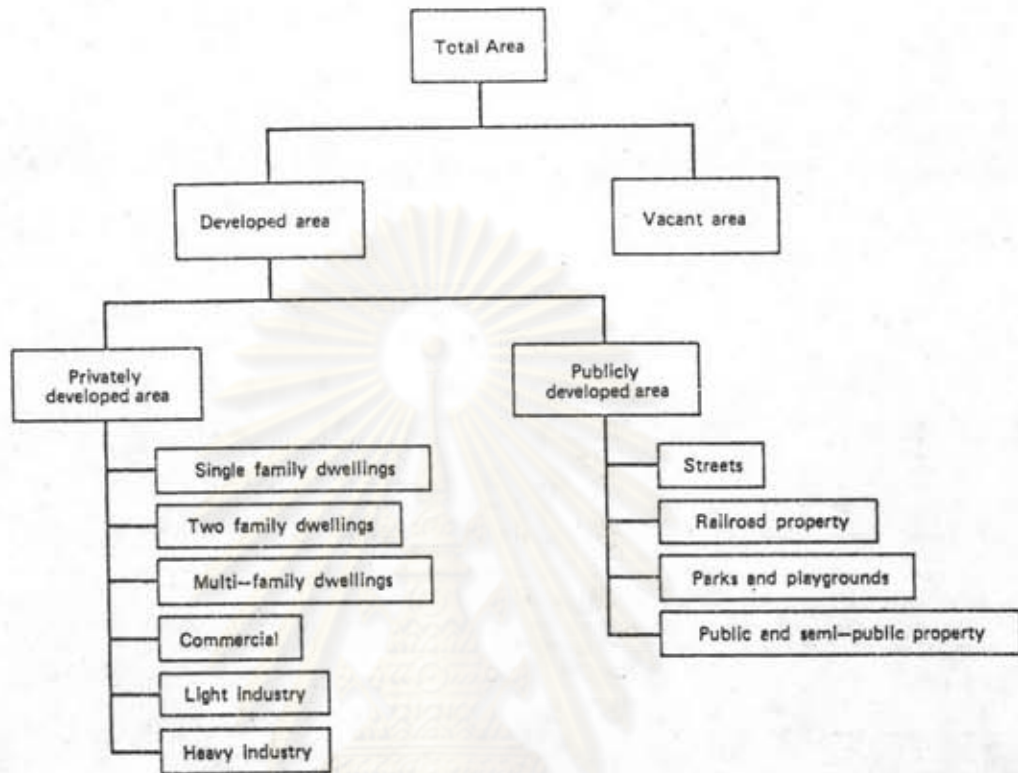 Total Area
Developed area
Vacant area
Privately
developed area
Publicly
developed area
Single family dwellings
Two family dwellings
Multi-family dwellings
Commercial
Light industry
Heavy industry
Streets
Railroad property
Parks and playgrounds
Public and semi-public property